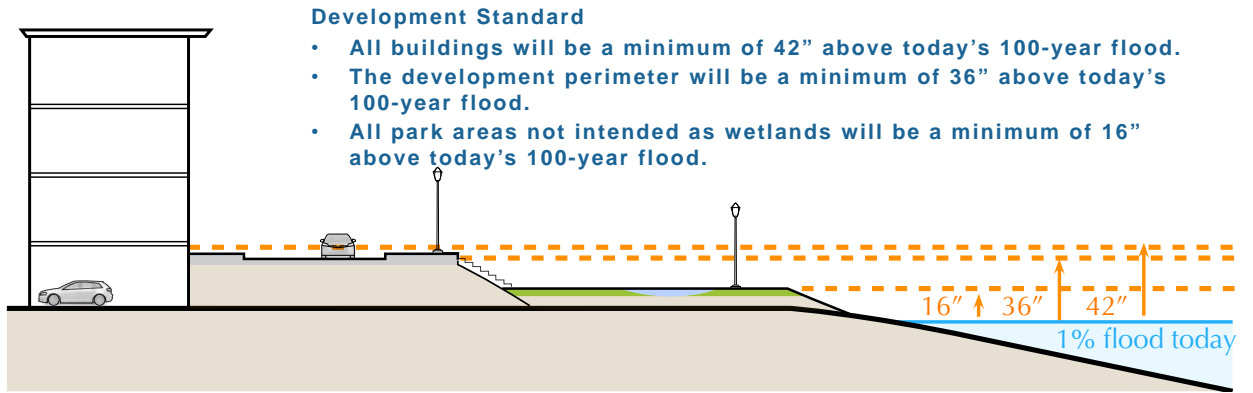 Development Standard
• All buildings will be a minimum of 42” above today’s 100-year flood.
• The development perimeter will be a minimum of 36” above today’s
100-year flood.
• All park areas not intended as wetlands will be a minimum of 16”
above today’s 100-year flood.
16” 36” 42”
1% flood today